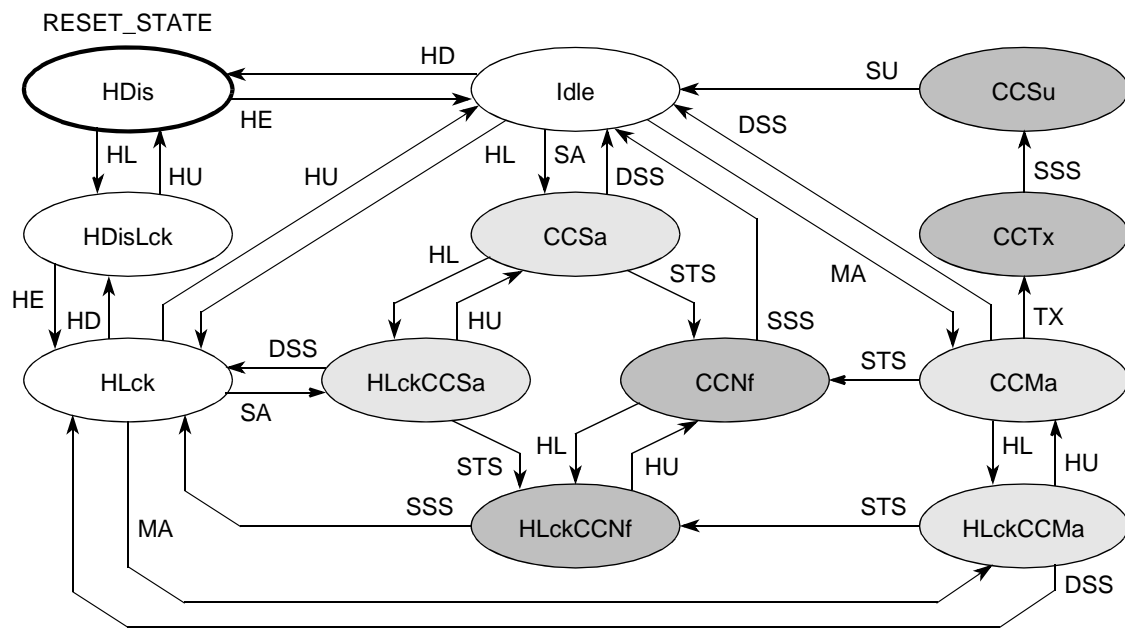 RESET_STATE
HDis
HD
HE
Idle
SU
CCSu
HL
HU
HU
HL
SA
DSS
DSS
SSS
HDisLck
CCSa
CCTx
HE
HD
HL
HU
STS
SSS
MA
TX
HLck
DSS
SA
HLckCCSa
CCNf
STS
CCMa
STS
HL
HU
HL
HU
MA
SSS
HLckCCNf
STS
HLckCCMa
DSS